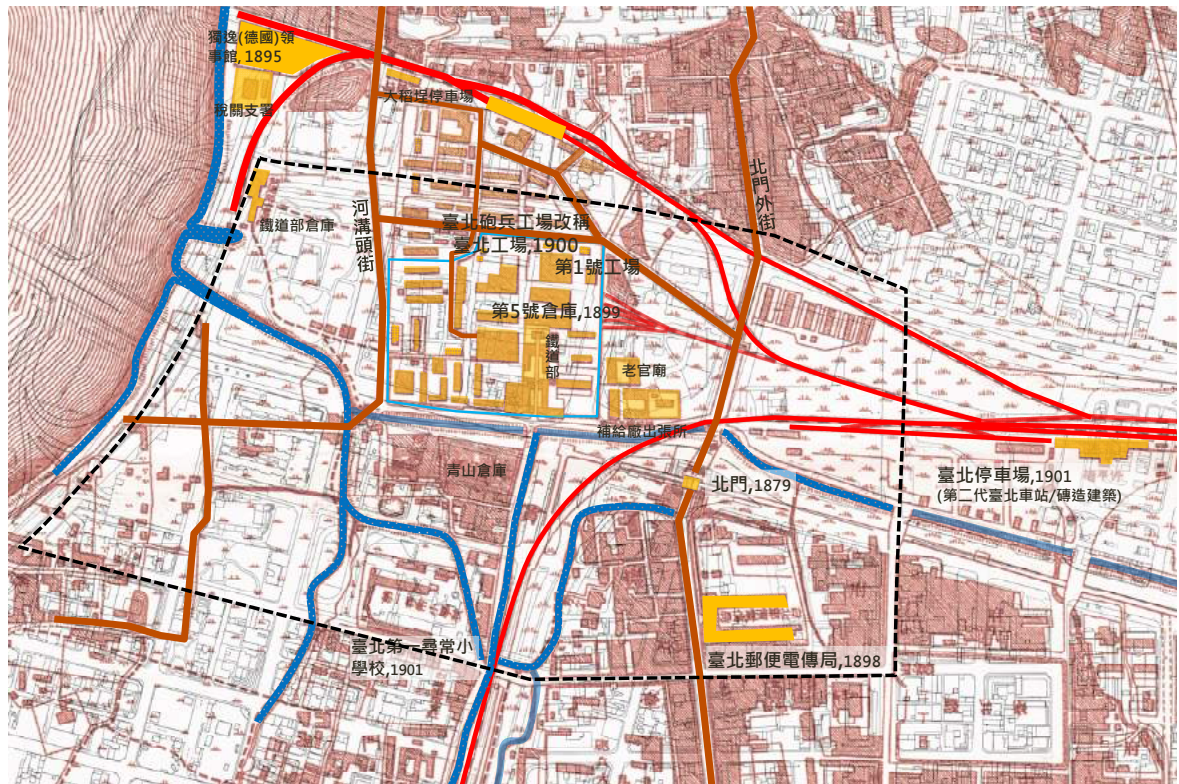 獨逸(德國)領
事館,1895
稅關支署
大稻埕停車場
北門外街
鐵道部倉庫
河溝頭街
臺北砲兵工場改稱
臺北工場,1900
第1號工場
第5號倉庫,1899
鐵道部
老官廟
補給廠出張所
青山倉庫
北門,1879
臺北停車場,1901
(第二代臺北車站/磚造建築)
臺北第一尋常小
學校,1901
臺北郵便電傳局,1898